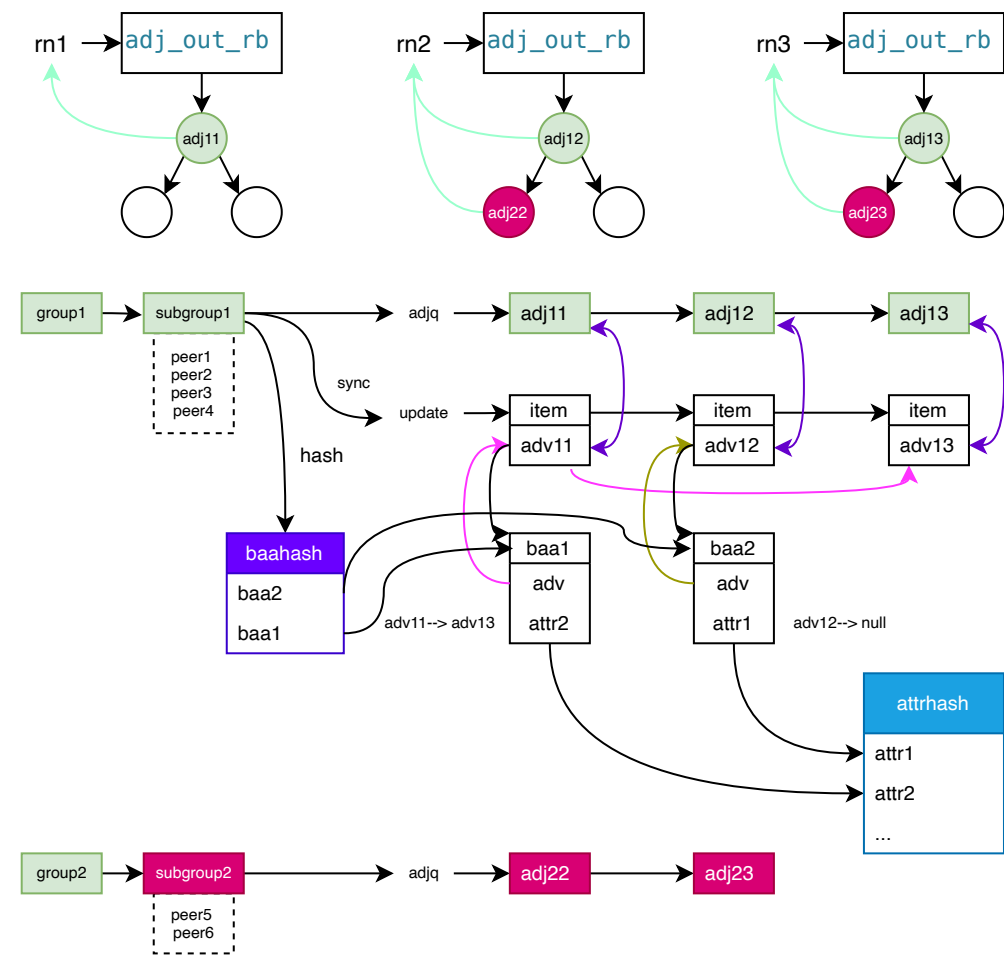 rn1
adj_out_rb
rn2
adj_out_rb
rn3
adj_out_rb
adj11
adj12
adj13
adj22
adj23
group1
subgroup1
adjq
adj11
adj12
adj13
peer1
peer2
peer3
peer4
sync
update
item
item
item
adv11
adv12
adv13
hash
baahash
baa2
baa1
baa1
adv
attr2
baa2
adv
attr1
adv11--> adv13
adv12--> null
attrhash
attr1
attr2
...
group2
subgroup2
adjq
adj22
adj23
peer5
peer6